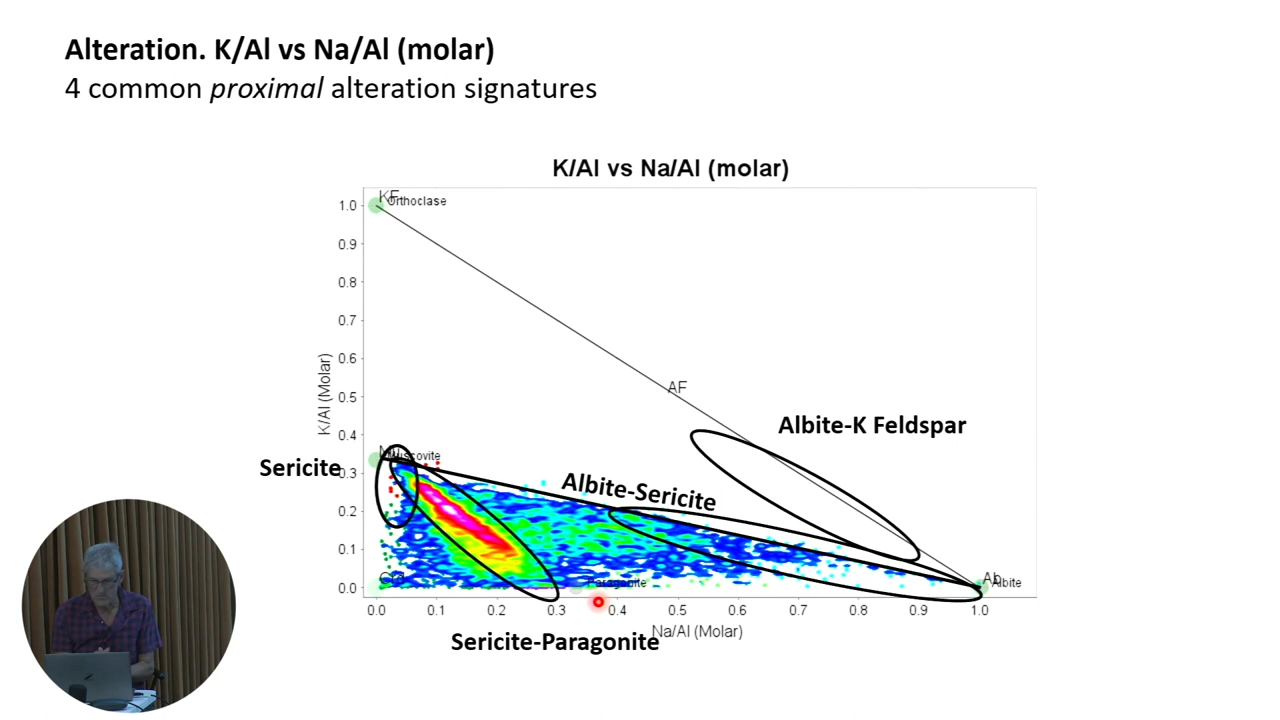 Alteration. K/Al vs Na/Al (molar)
4 common proximal alteration signatures
K/Al vs Na/Al (molar)
KF
Orthoclase
1.0
0.9
0.8
0.7
0.6
0.5
0.4
0.3
0.2
0.1
0.0
K/Al (Molar)
AF
Albite-K Feldspar
Albite-Sericite
Sericite
Muscovite
Paragonite
Ab
Albite
0.0 0.1 0.2 0.3 0.4 0.5 0.6 0.7 0.8 0.9 1.0
Na/Al (Molar)
Sericite-Paragonite